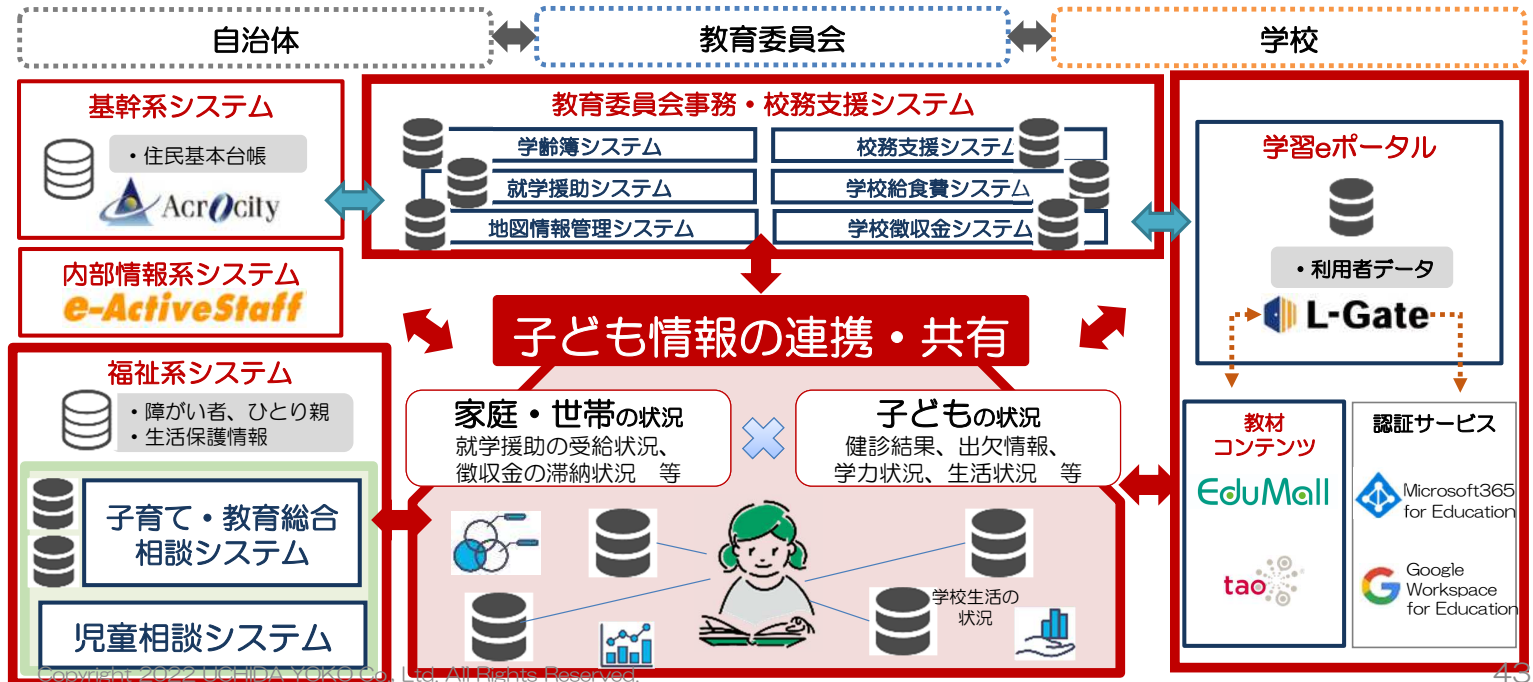 自治体
教育委員会
学校
基幹系システム
・住民基本台帳
AcrOcity
内部情報系システム
e-ActiveStaff
福祉系システム
・障がい者、ひとり親
・生活保護情報
子育て・教育総合
相談システム
児童相談システム
教育委員会事務・校務支援システム
学齢簿システム
校務支援システム
就学援助システム
学校給食費システム
地図情報管理システム
学校徴収金システム
子ども情報の連携・共有
家庭・世帯の状況
就学援助の受給状況、
徴収金の滞納状況 等
子どもの状況
健診結果、出欠情報、
学力状況、生活状況 等
学校生活の
状況
学習eポータル
・利用者データ
L-Gate
教材
コンテンツ
EduMall
tao
認証サービス
Microsoft365
for Education
Google
Workspace
for Education
Copyright 2022 UCHIDA YOKO Co., Ltd. All Rights Reserved.
43